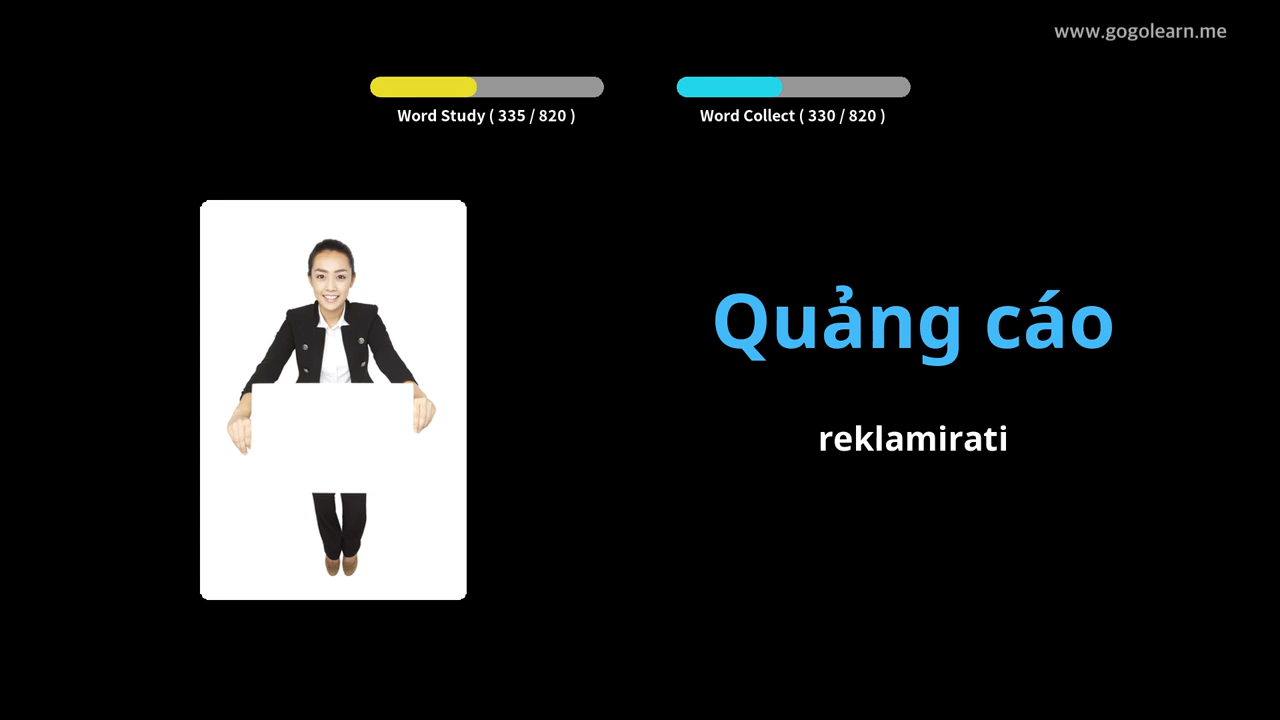 www.gogolearn.me
Word Study ( 335 / 820 )
Word Collect ( 330 / 820 )
Quảng cáo
reklamirati